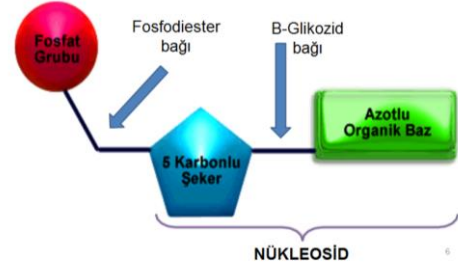 Fosfodiester
bağı
B-Glikozid
bağı
Fosfat
Grubu
Azotlu
Organik Baz
5 Karbonlu
Şeker
NÜKLEOSİD
6